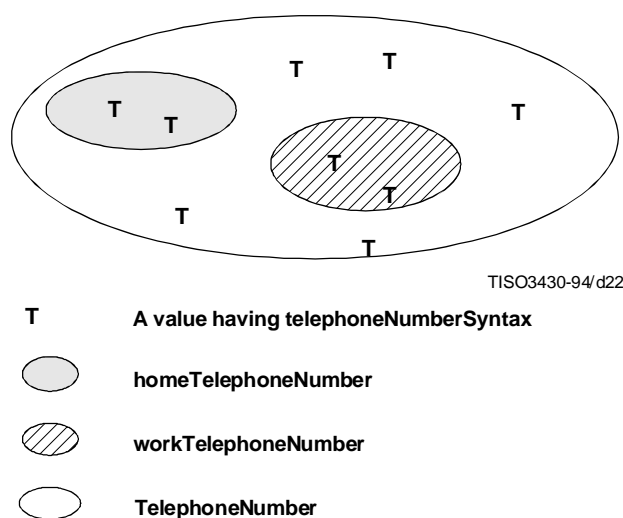 T
T
T
T
T
T
T
T
T
TISO3430-94/d22
T A value having telephoneNumberSyntax
homeTelephoneNumber
workTelephoneNumber
TelephoneNumber